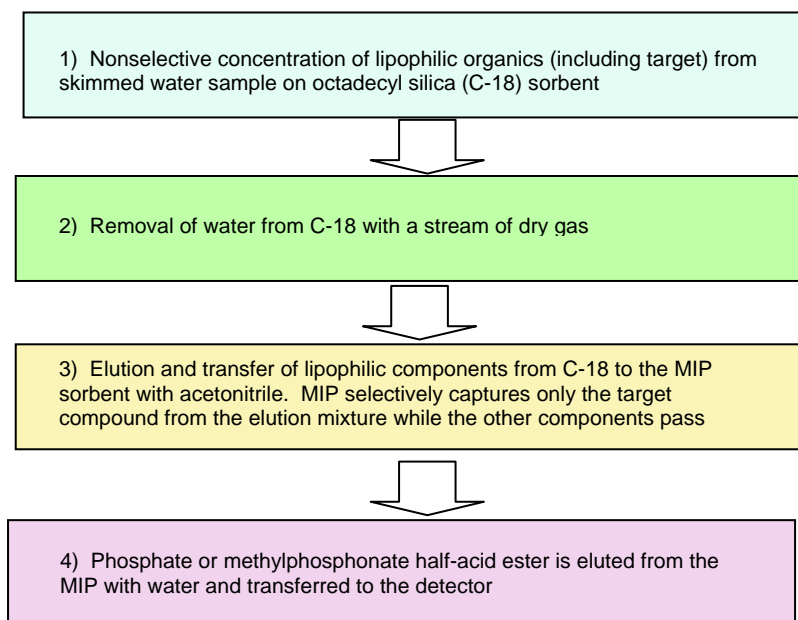 1) Nonselective concentration of lipophilic organics (including target) from
skimmed water sample on octadecyl silica (C-18) sorbent
2) Removal of water from C-18 with a stream of dry gas
3) Elution and transfer of lipophilic components from C-18 to the MIP
sorbent with acetonitrile. MIP selectively captures only the target
compound from the elution mixture while the other components pass
4) Phosphate or methylphosphonate half-acid ester is eluted from the
MIP with water and transferred to the detector